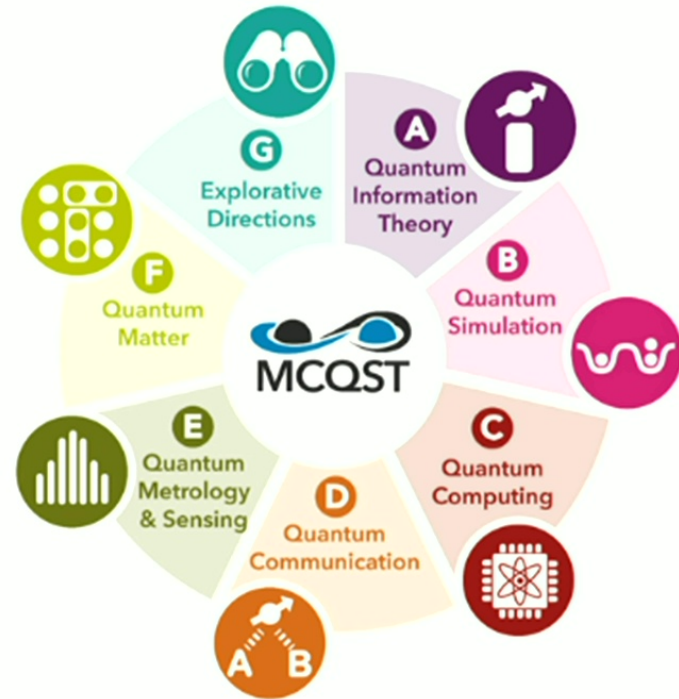 G
Explorative
Directions
A
Quantum
Information
Theory
B
Quantum
Simulation
C
Quantum
Computing
D
Quantum
Communication
A B
E
Quantum
Metrology
& Sensing
F
Quantum
Matter
MCQST